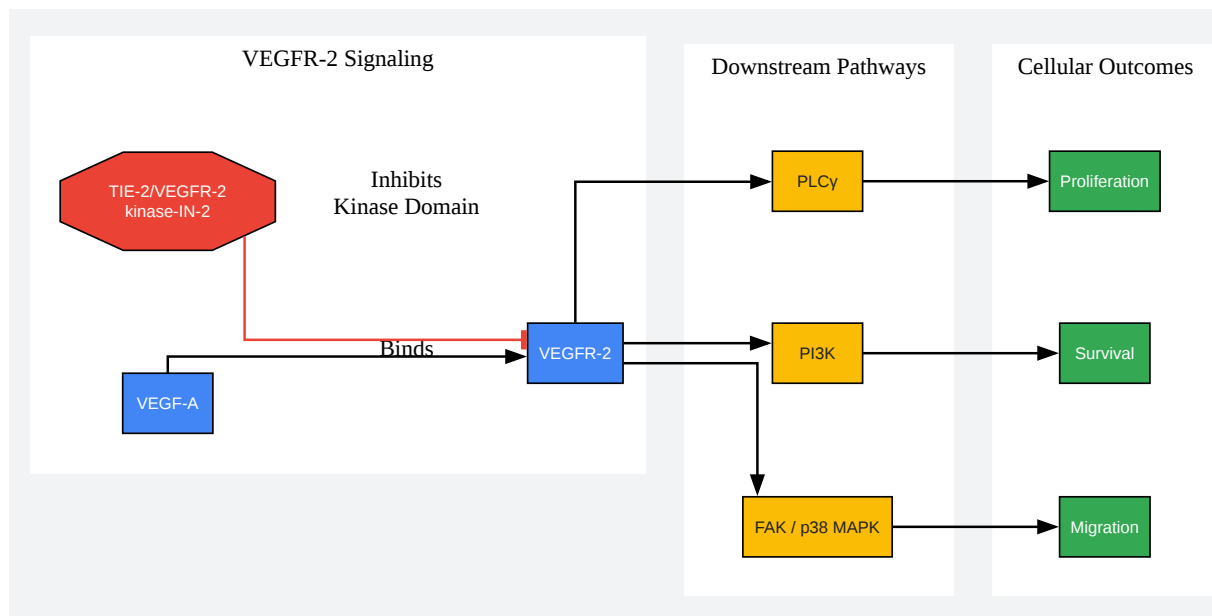 VEGFR-2 Signaling
Downstream Pathways
Cellular Outcomes
TIE-2/VEGFR-2
kinase-IN-2
Inhibits
Kinase Domain
PLCγ
Proliferation
Binds
VEGFR-2
PI3K
Survival
VEGF-A
FAK / p38 MAPK
Migration